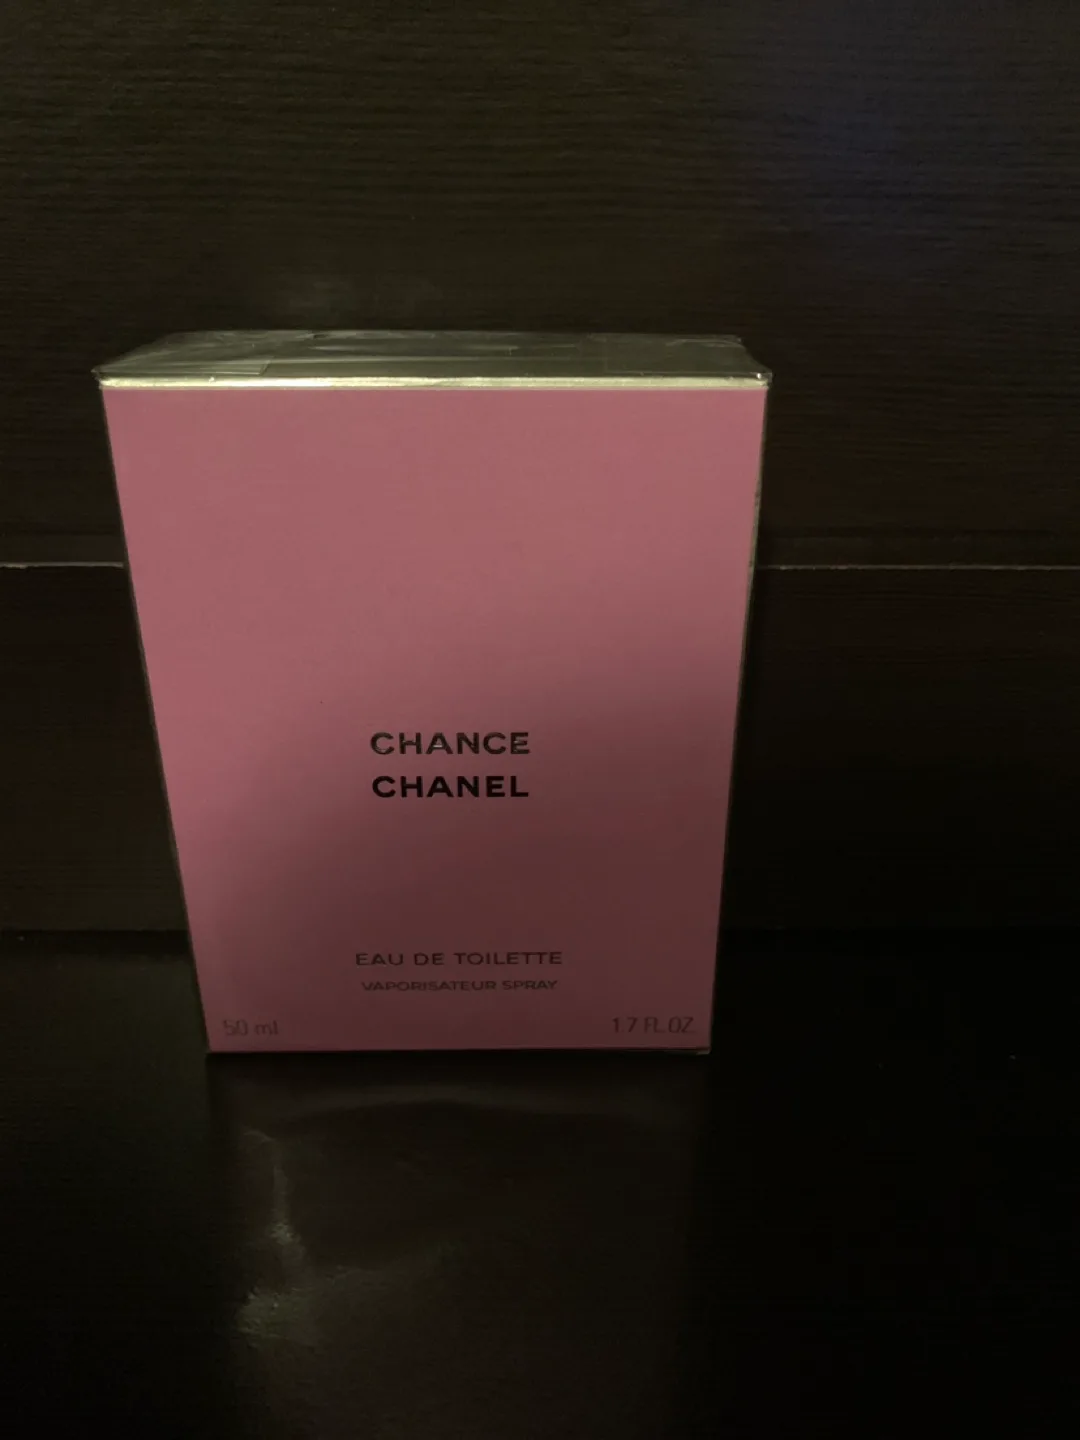 CHANCE
CHANEL
EAU DE TOILETTE
VAPORISATEUR SPRAY
50 ml 1.7 FL. OZ.